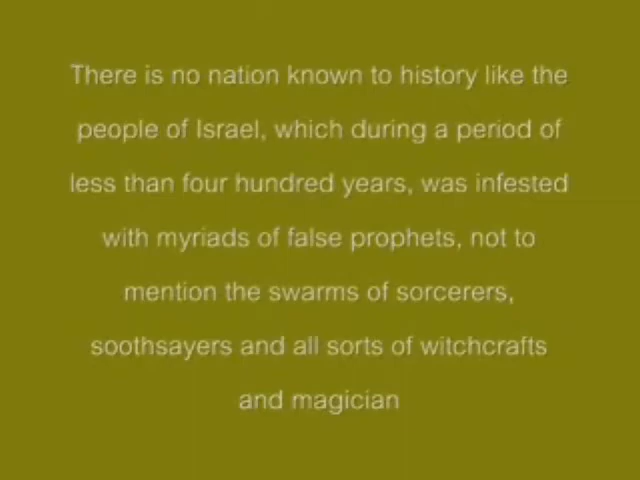 There is no nation known to history like the
people of Israel, which during a period of
less than four hundred years, was infested
with myriads of false prophets, not to
mention the swarms of sorcerers,
soothsayers and all sorts of witchcrafts
and magician